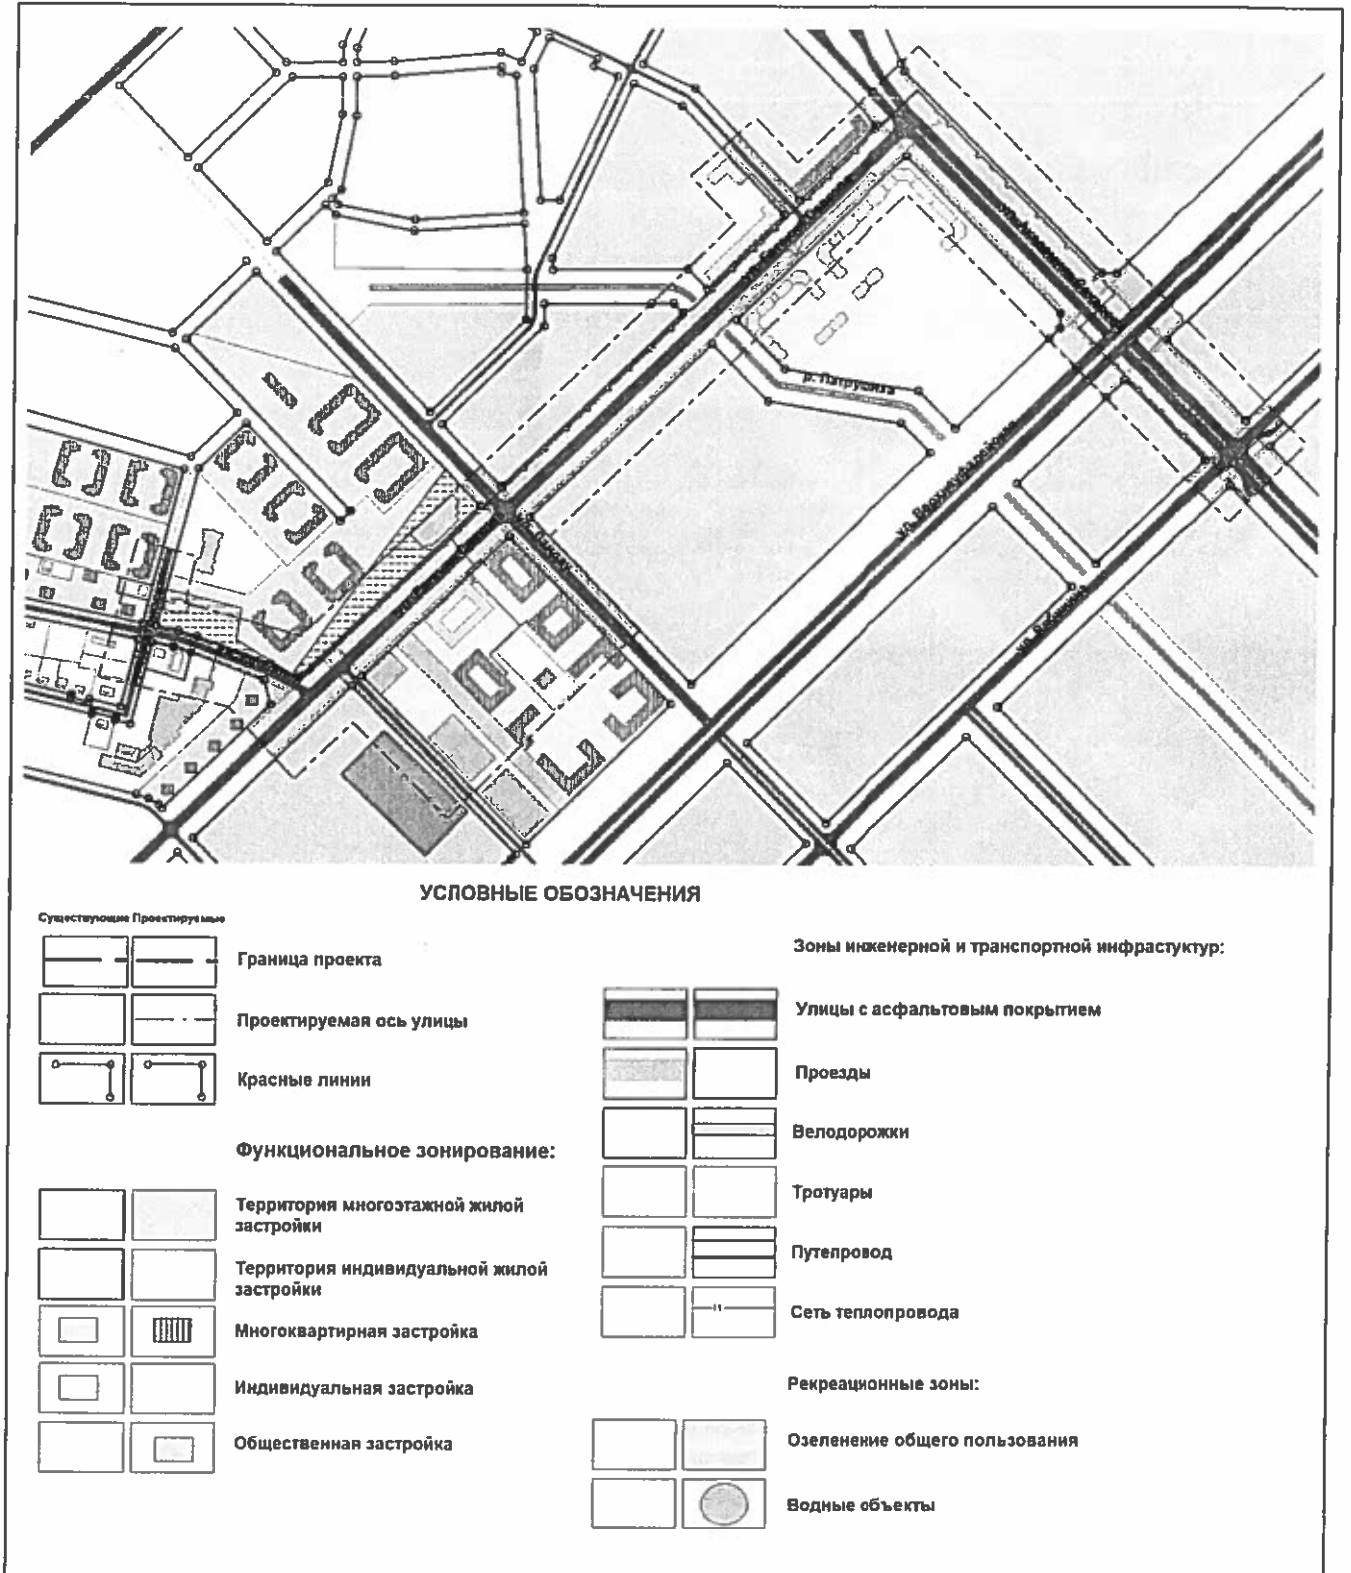 р. Патрушиха
УСЛОВНЫЕ ОБОЗНАЧЕНИЯ
Существующие Проектируемые
Граница проекта
Проектируемая ось улицы
Красные линии
Функциональное зонирование:
Территория многоэтажной жилой
застройки
Территория индивидуальной жилой
застройки
Многоквартирная застройка
Индивидуальная застройка
Общественная застройка
Зоны инженерной и транспортной инфрастуктур:
Улицы с асфальтовым покрытием
Проезды
Велодорожки
Тротуары
Путепровод
Сеть теплопровода
Рекреационные зоны:
Озеленение общего пользования
Водные объекты